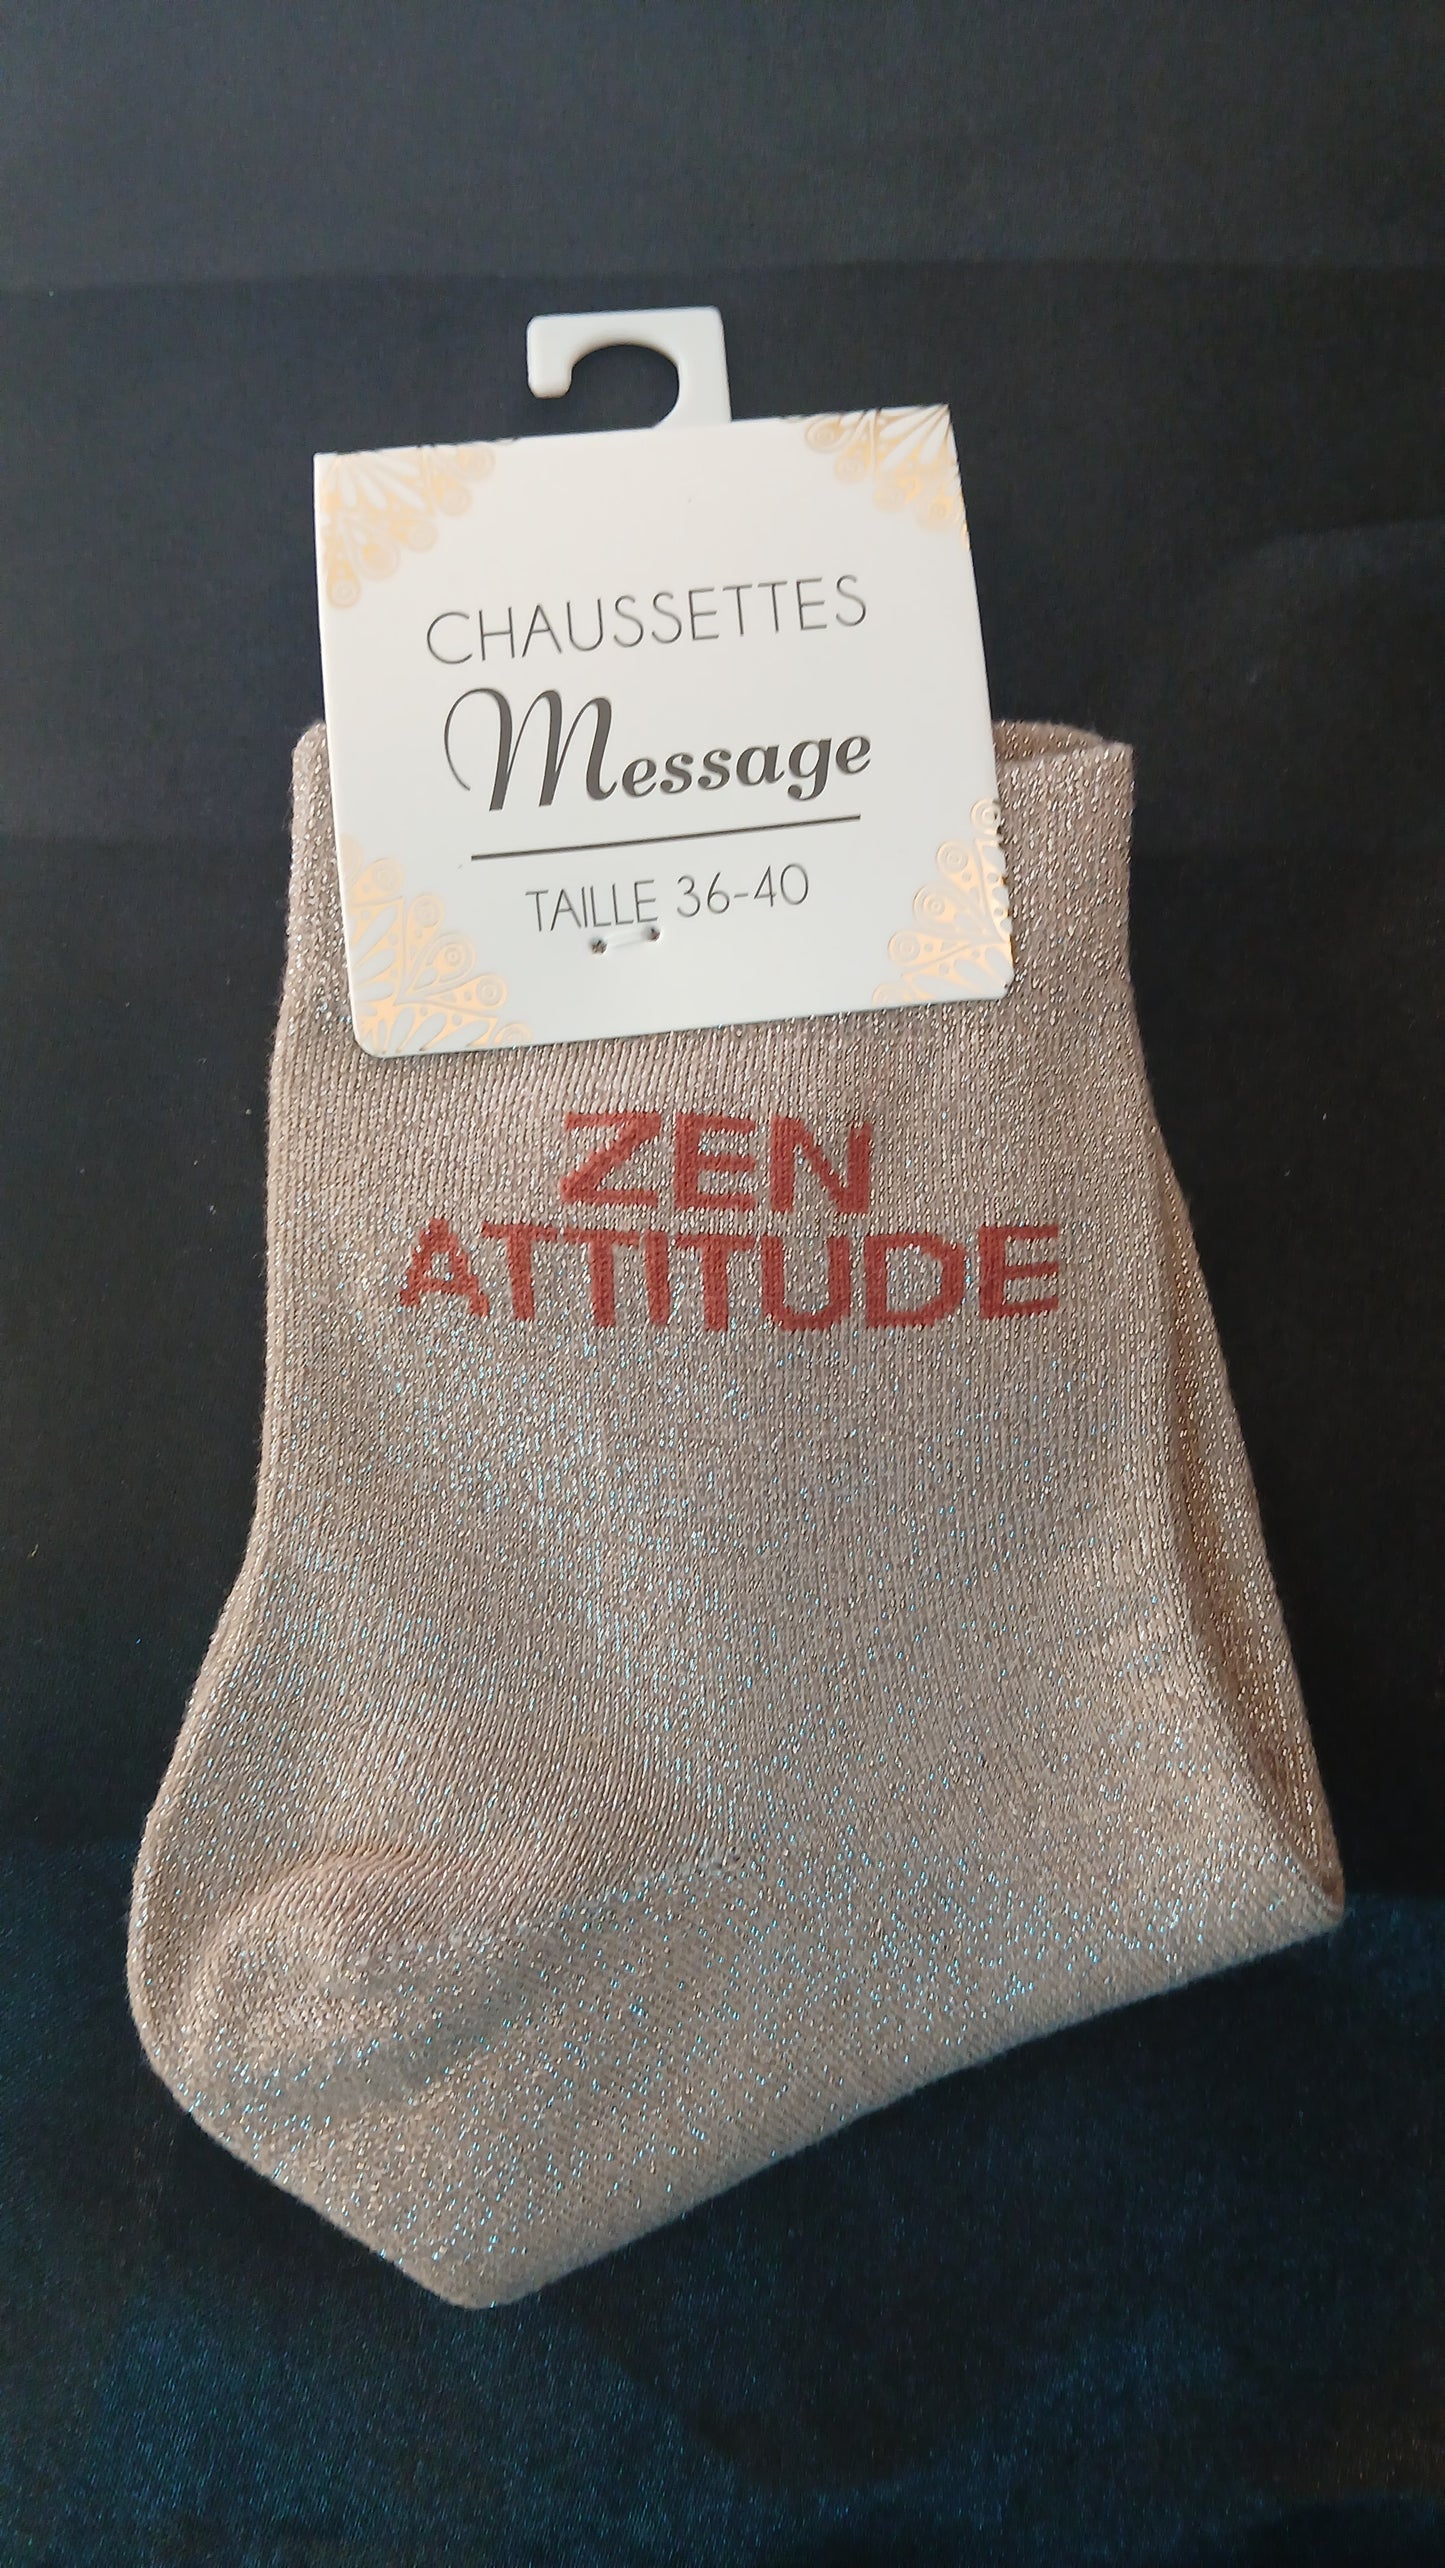 CHAUSSETTES
Message
TAILLE 36-40
ZEN
ATTITUDE